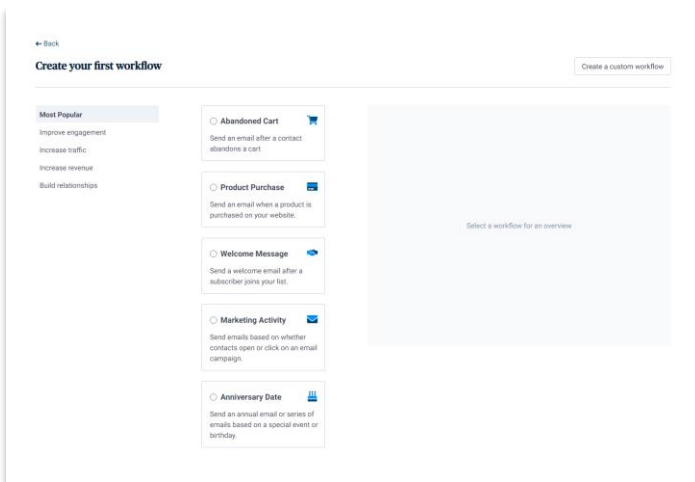 ← Back
Create your first workflow
Create a custom workflow
Most Popular
Improve engagement
Increase traffic
Increase revenue
Build relationships
Abandoned Cart
Send an email after a contact
abandons a cart
Product Purchase
Send an email when a product is
purchased on your website.
Welcome Message
Send a welcome email after a
subscriber joins your list.
Marketing Activity
Send emails based on whether
contacts open or click on an email
campaign.
Anniversary Date
Send an annual email or series of
emails based on a special event or
birthday.
Select a workflow for an overview